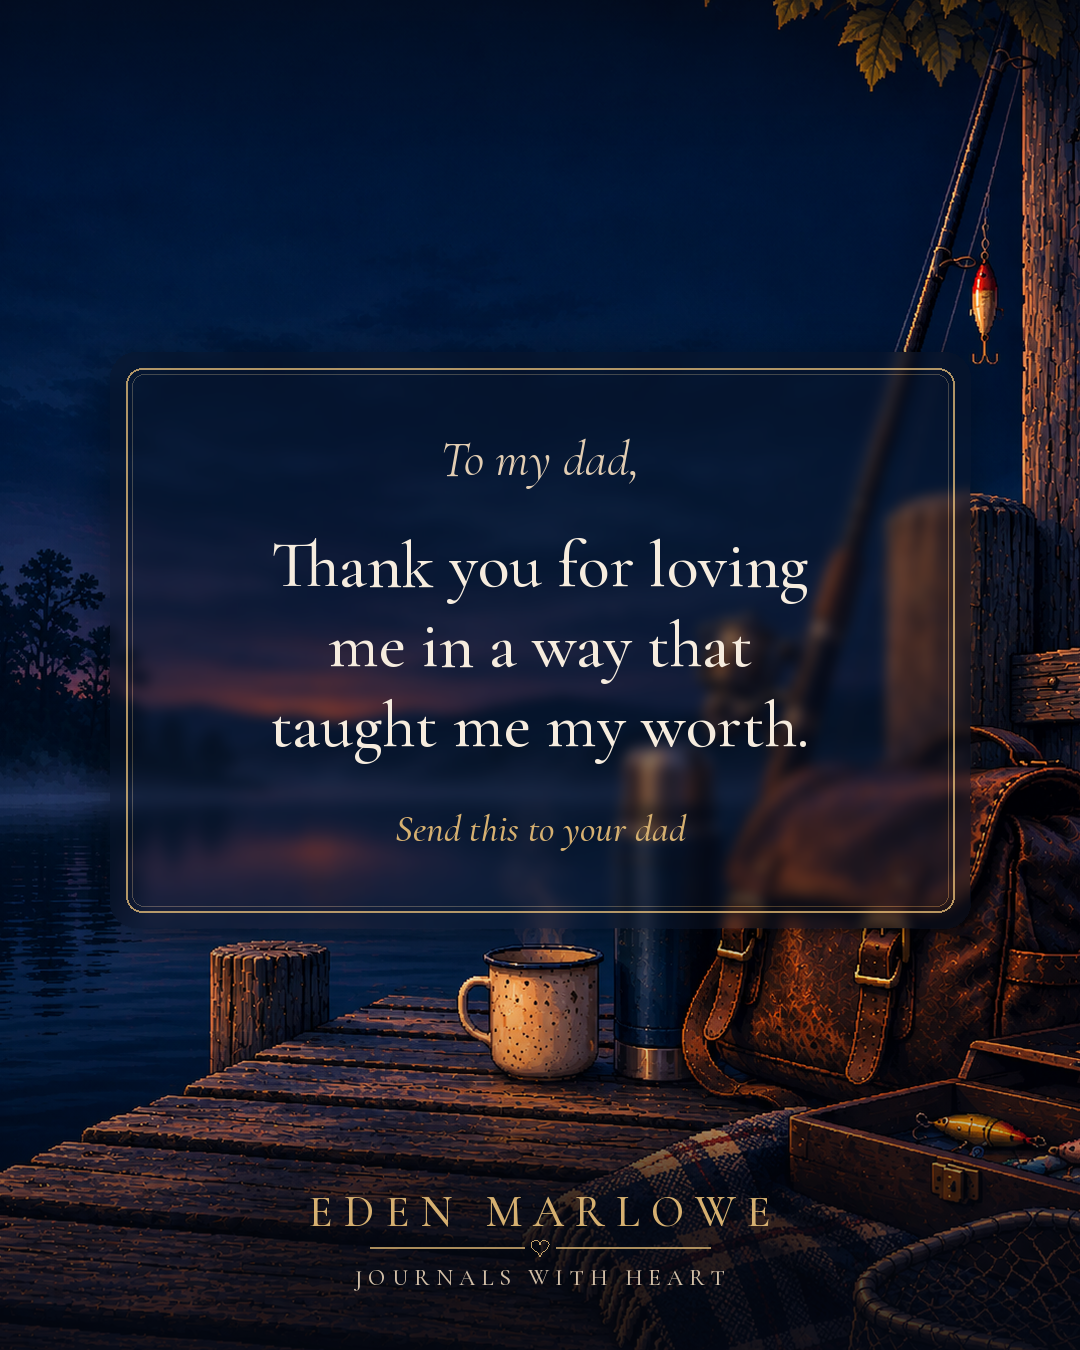 To my dad,
Thank you for loving
me in a way that
taught me my worth.
Send this to your dad
EDEN MARLOWE
JOURNALS WITH HEART